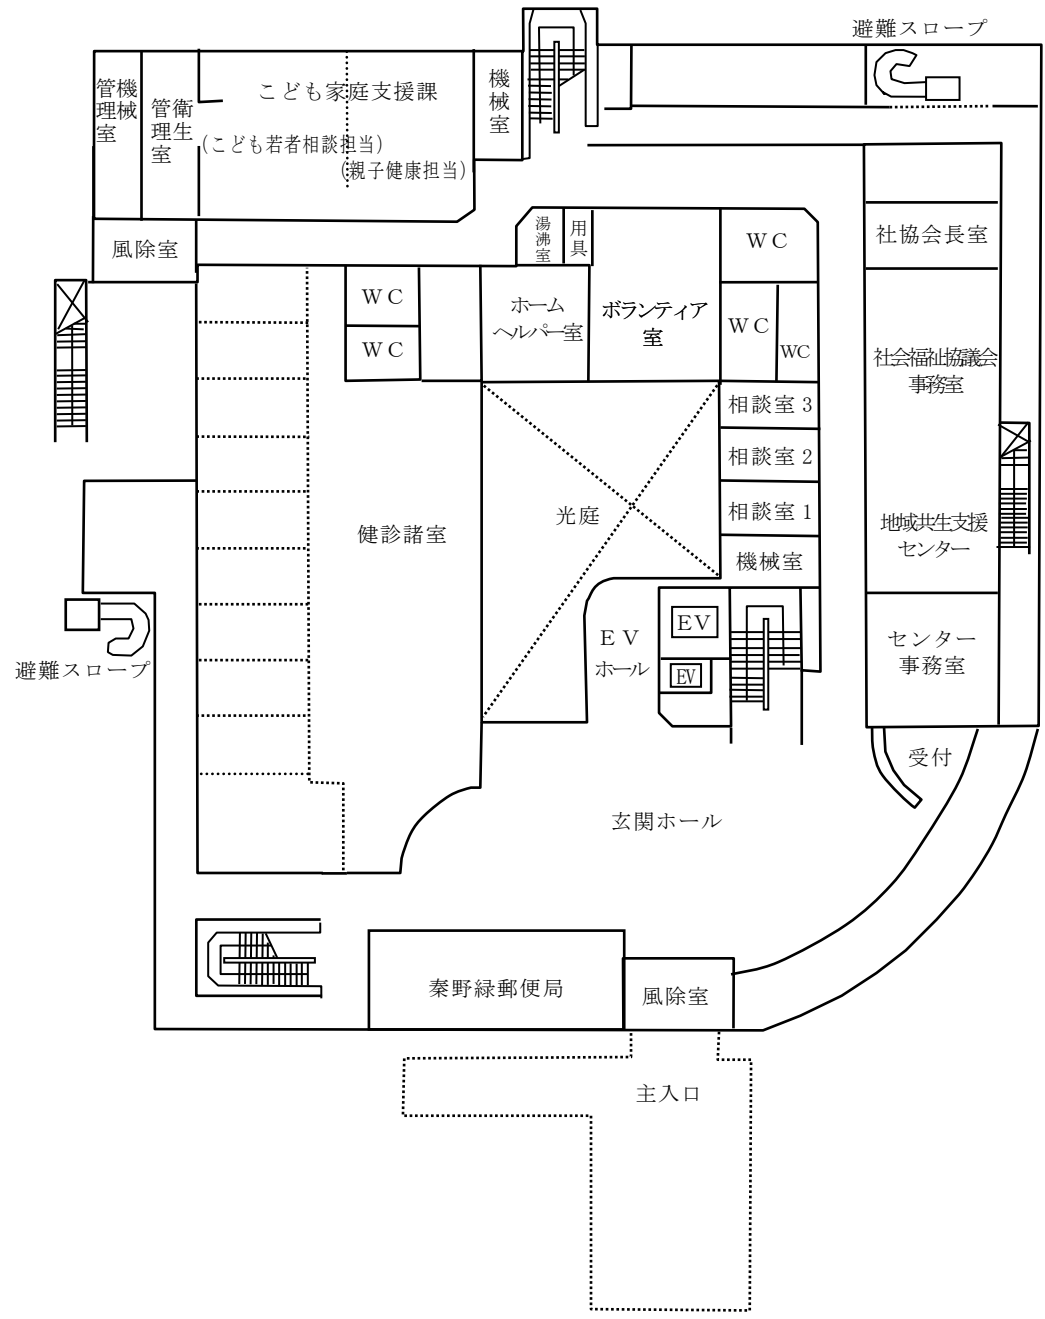 避難スロープ
機械
管理室
衛生
管理室
こども家庭支援課
(こども若者相談担当)
(親子健康担当)
機械室
風除室
湯沸室
用具
ＷＣ
社協会長室
ＷＣ
ＷＣ
ホーム
ヘルパー室
ボランティア
室
ＷＣ
WC
社会福祉協議会
事務室
相談室 3
相談室 2
相談室 1
機械室
健診諸室
光庭
地域共生支援
センター
ＥＶ
ホール
EV
EV
センター
事務室
避難スロープ
受付
玄関ホール
秦野緑郵便局
風除室
主入口